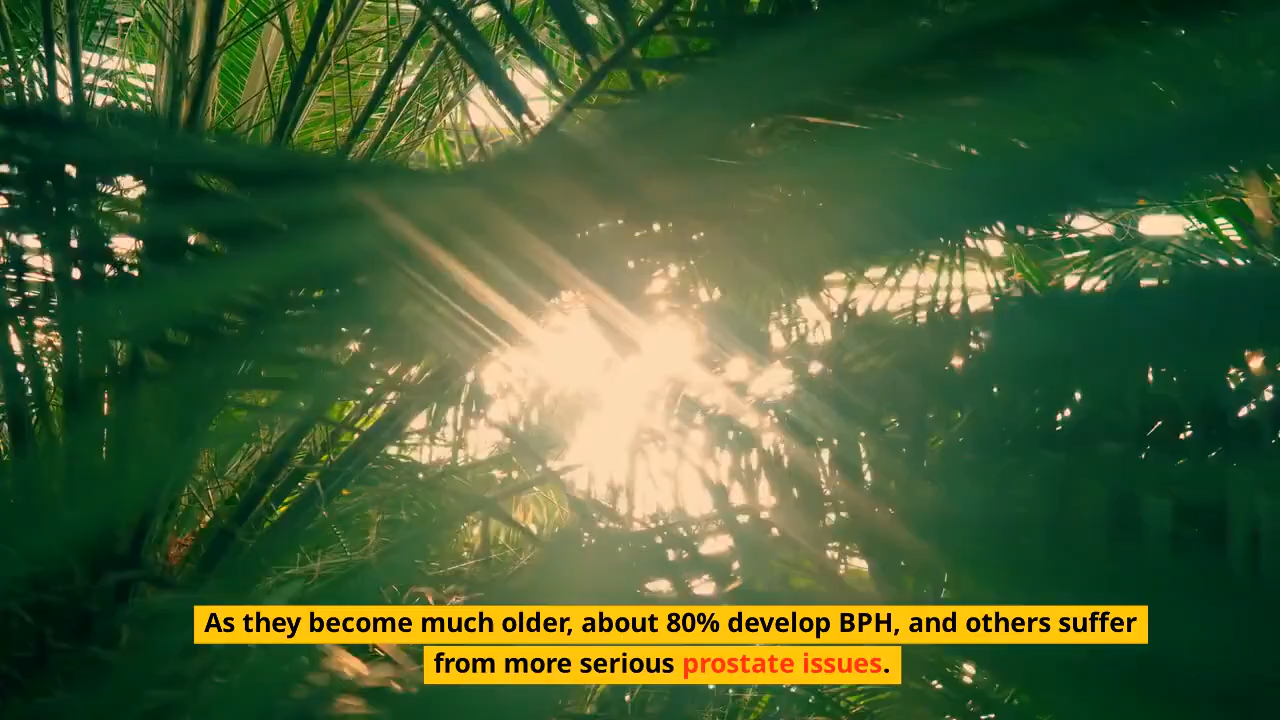 As they become much older, about 80% develop BPH, and others suffer
from more serious prostate issues.